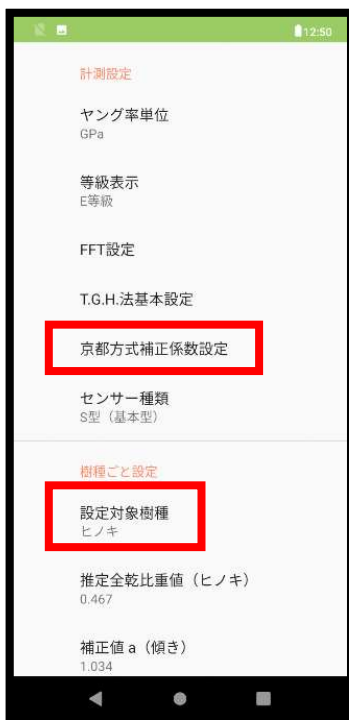 12:50
計測設定
ヤング率単位
GPa
等級表示
E等級
FFT設定
T.G.H.法基本設定
京都方式補正係数設定
センサー種類
S型（基本型）
樹種ごと設定
設定対象樹種
ヒノキ
推定全乾比重値（ヒノキ）
0.467
補正値 a（傾き）
1.034